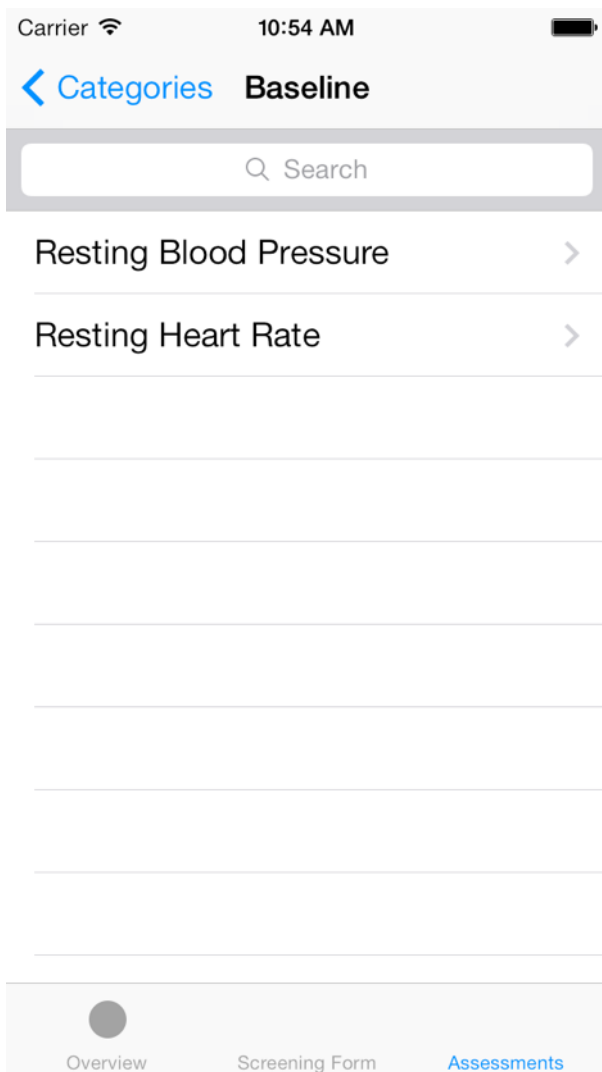 Carrier 10:54 AM
Categories Baseline
Search
Resting Blood Pressure
Resting Heart Rate
Overview Screening Form Assessments